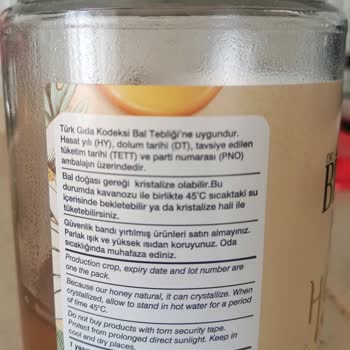 Türk Gıda Kodeksi Bal Tebliği'ne uygundur.
Hasat yılı (HY), dolum tarihi (DT), tavsiye edilen
tüketim tarihi (TETT) ve parti numarası (PNO)
ambalajın üzerindedir.
Bal doğası gereği kristalize olabilir.Bu
durumda kavanozu ile birlikte 45°C sıcaktaki su
içerisinde bekletebilir ya da kristalize hali ile
tüketebilirsiniz.
Güvenlik bandı yırtılmış ürünleri satın almayınız.
Parlak ışık ve yüksek ısıdan koruyunuz. Oda
sıcaklığında muhafaza ediniz.
Production crop, expiry date and lot number are
one the pack.
Because our honey natural, it can crystallize. When
crystallized, allow to stand in hot water for a period
of time 45°C.
Do not buy products with torn security tape.
Protect from prolonged direct sunlight. Keep in
cool and dry places.